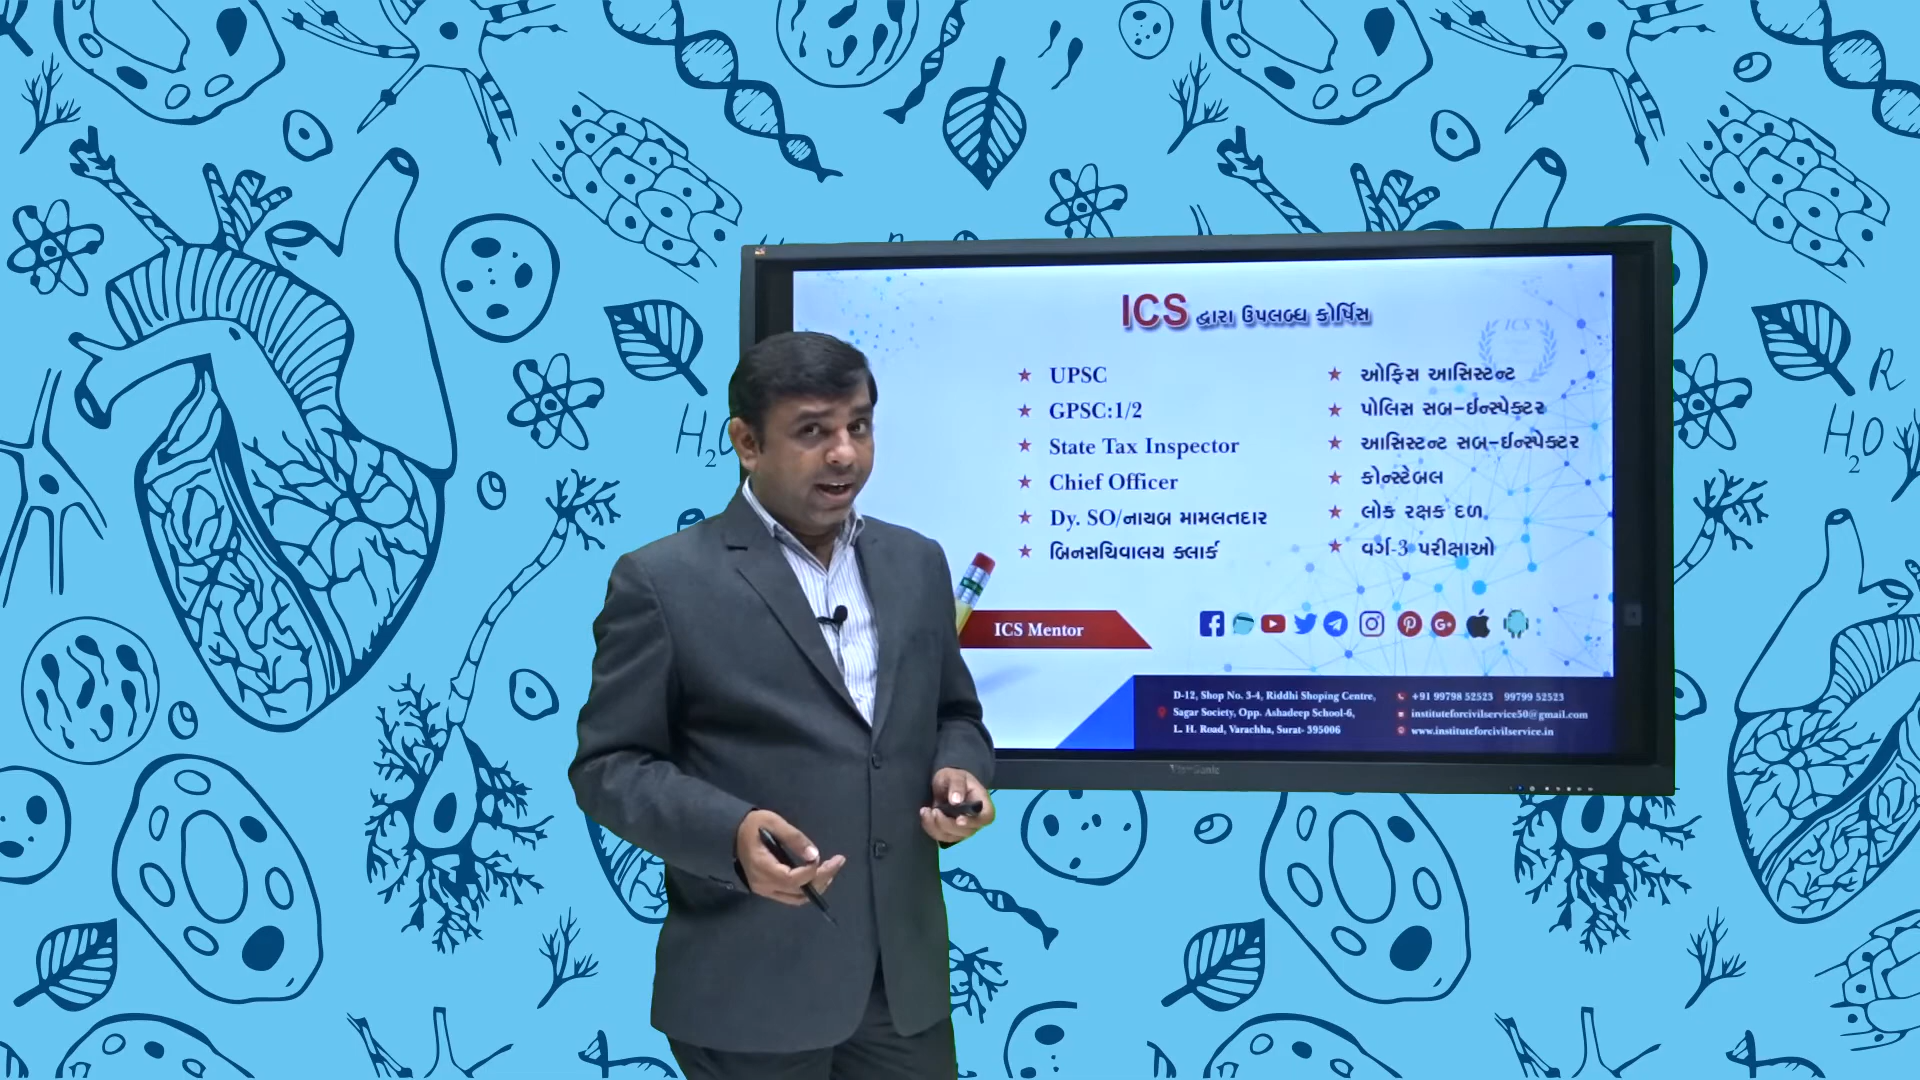 ICS દ્વારા ઉપલબ્ધ કોર્ષિસ
UPSC
GPSC:1/2
State Tax Inspector
Chief Officer
Dy. SO/નાયબ મામલતદાર
બિનસચિવાલય ક્લાર્ક
ઓફિસ આસિસ્ટન્ટ
પોલિસ સબ-ઈન્સ્પેક્ટર
આસિસ્ટન્ટ સબ-ઈન્સ્પેક્ટર
કોન્સ્ટેબલ
લોક રક્ષક દળ
વર્ગ-3 પરીક્ષાઓ
ICS Mentor
D-12, Shop No. 3-4, Riddhi Shoping Centre,
Sagar Society, Opp. Ashadeep School-6,
L. H. Road, Varachha, Surat- 395006
+91 99798 52523 99799 52523
instituteforcivilservice30@gmail.com
www.instituteforcivilservice.in
ViewSonic
H₂O
R
H₂O